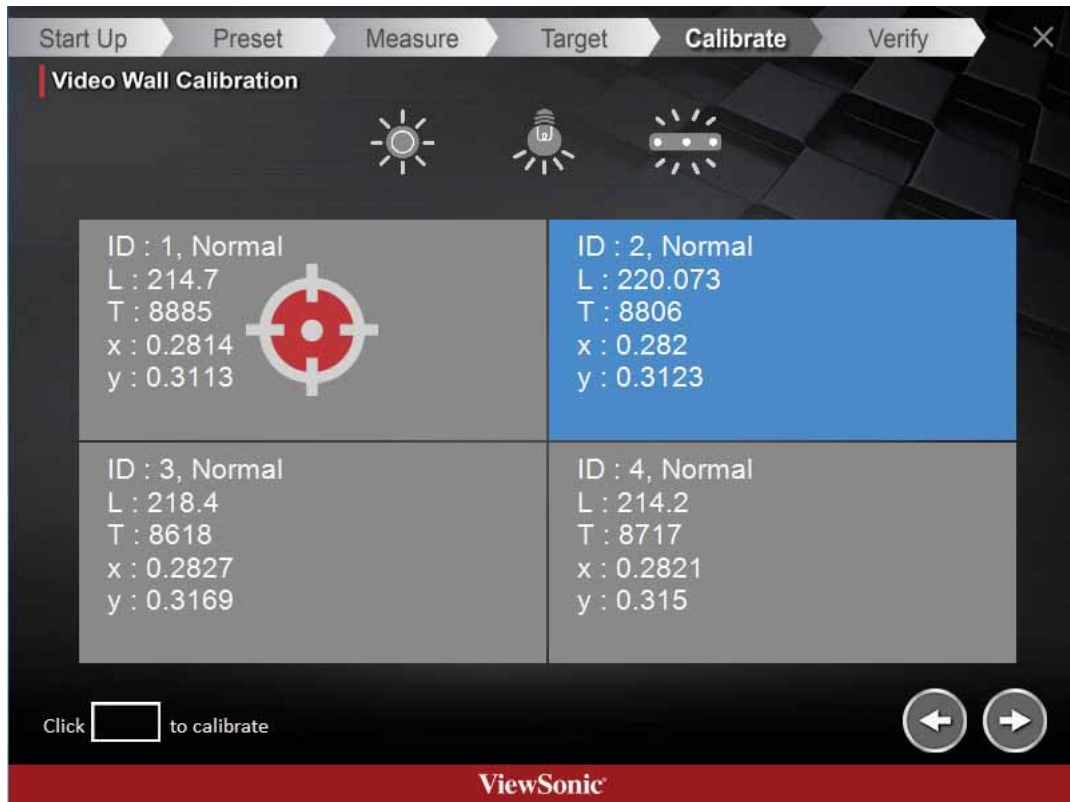 Start Up Preset Measure Target Calibrate Verify
Video Wall Calibration
ID : 1, Normal
L : 214.7
T : 8885
x : 0.2814
y : 0.3113
ID : 2, Normal
L : 220.073
T : 8806
x : 0.282
y : 0.3123
ID : 3, Normal
L : 218.4
T : 8618
x : 0.2827
y : 0.3169
ID : 4, Normal
L : 214.2
T : 8717
x : 0.2821
y : 0.315
Click to calibrate
ViewSonic